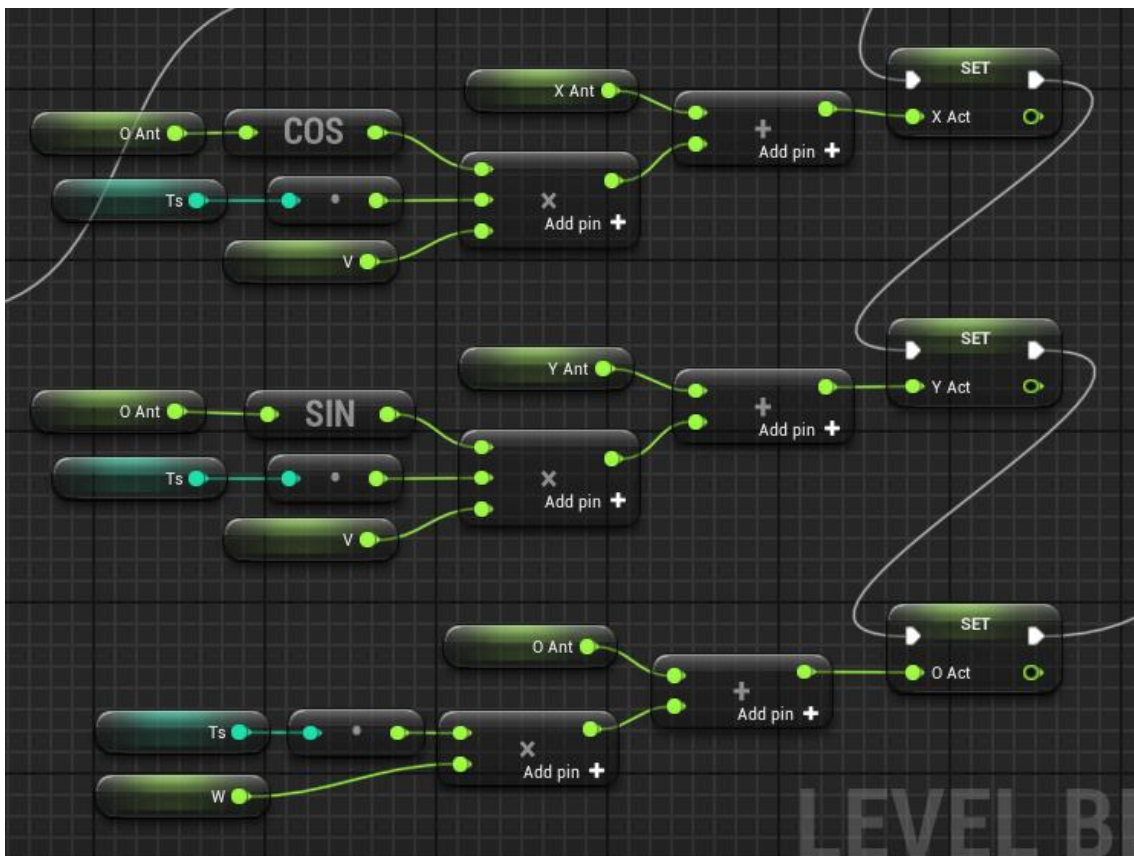 SET
X Ant
O Ant
COS
X Act
Add pin
Ts
Add pin
V
SET
Y Ant
O Ant
SIN
Y Act
Add pin
Ts
Add pin
V
SET
O Ant
O Act
Add pin
Ts
Add pin
W
LEVEL B